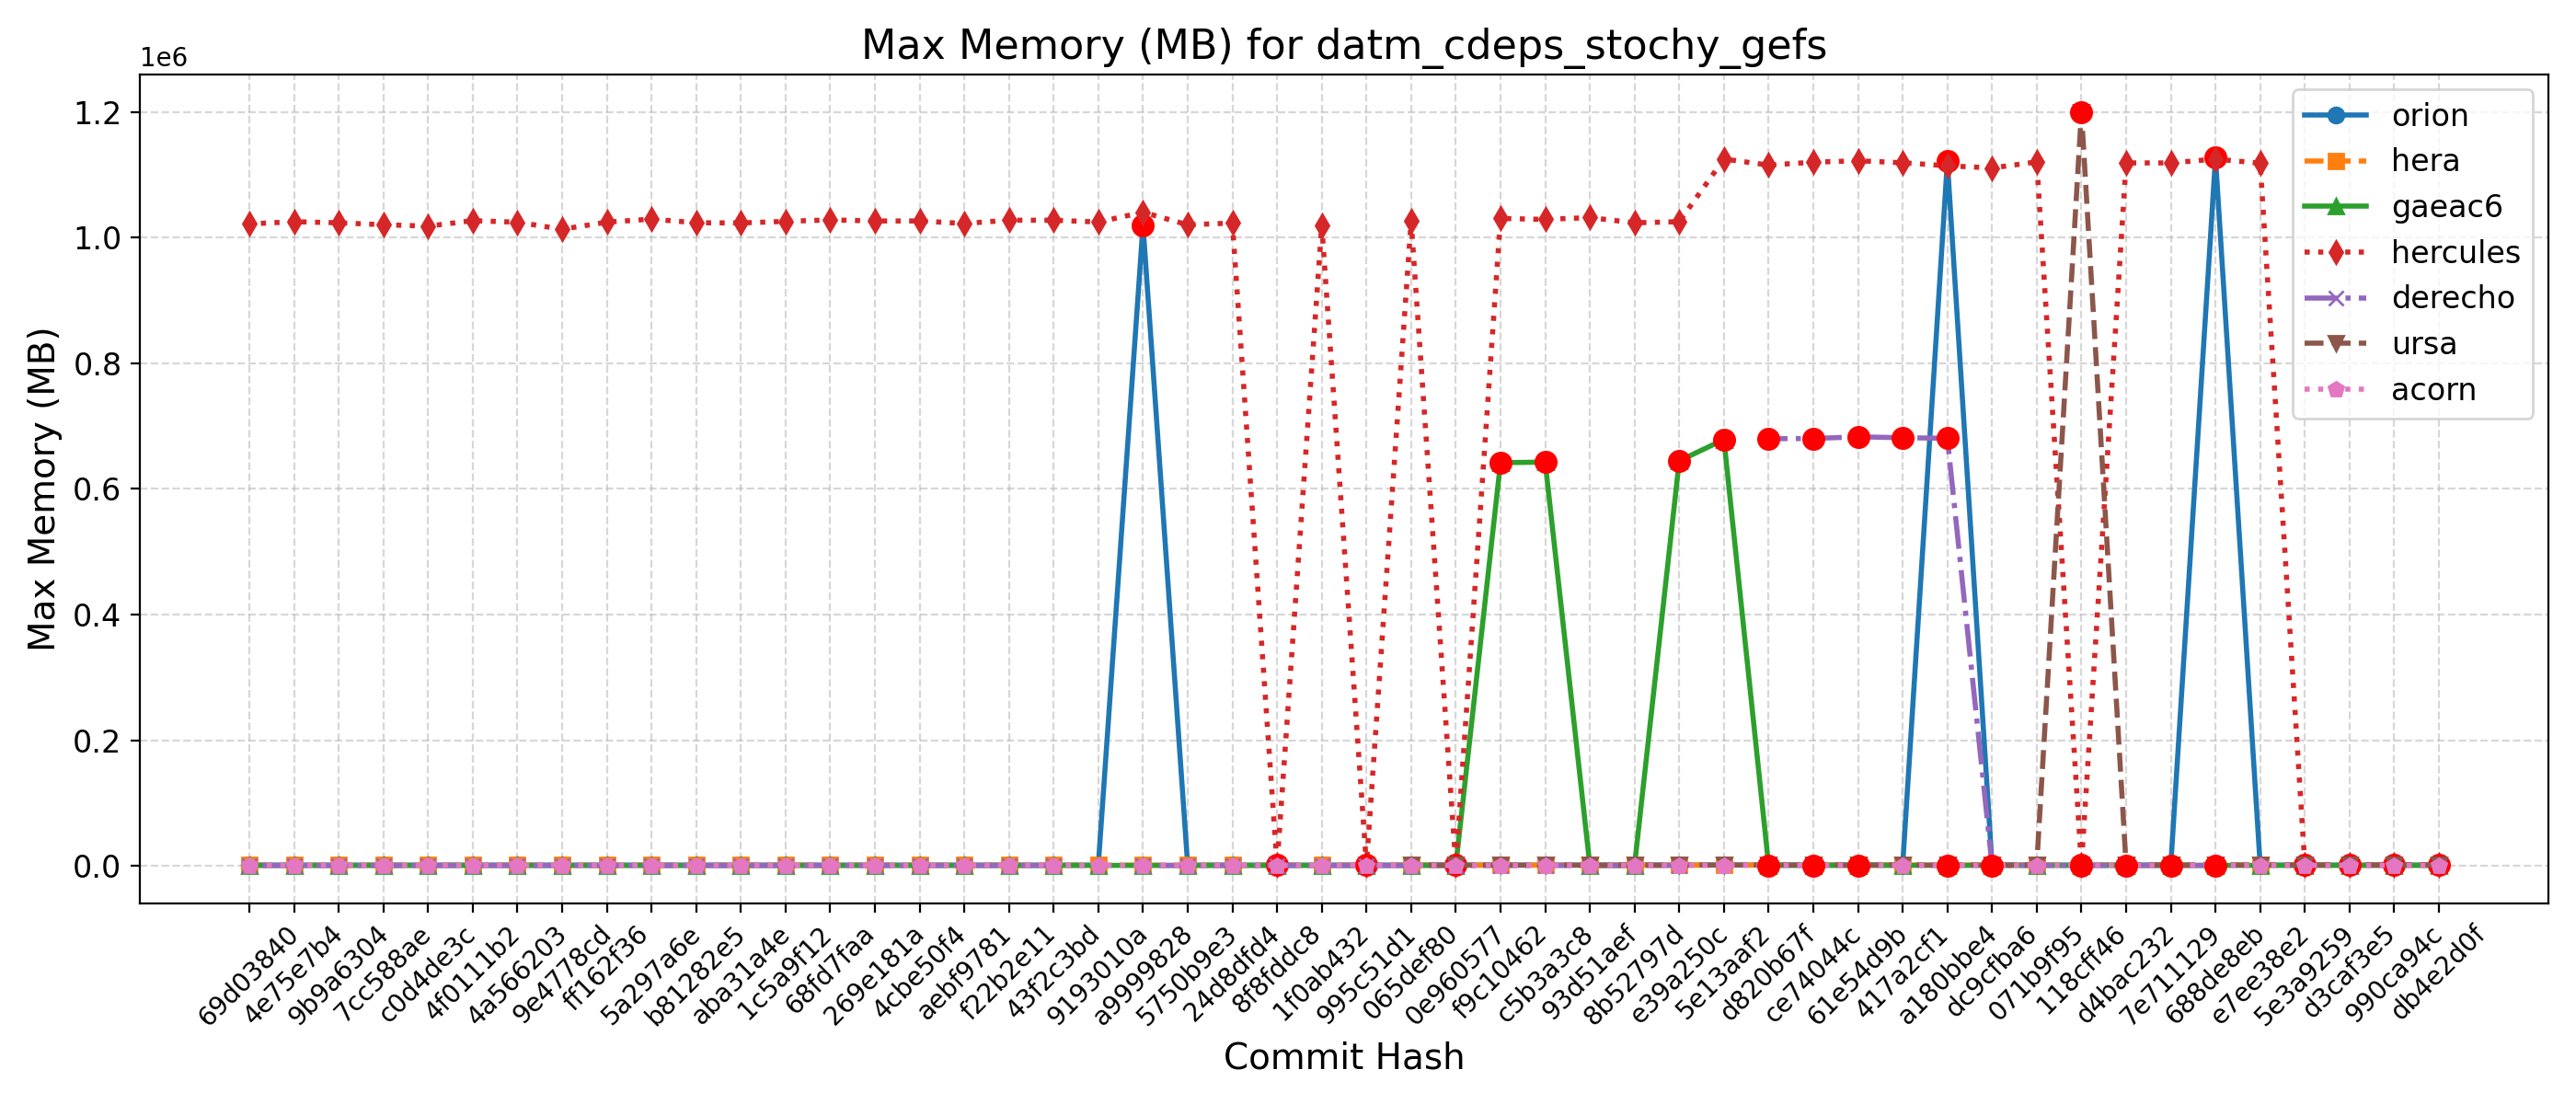 Max Memory (MB) for datm_cdeps_stochy_gefs
1e6
1.2
1.0
0.8
0.6
0.4
0.2
0.0
Max Memory (MB)
orion
hera
gaeac6
hercules
derecho
ursa
acorn
69d03840
4e75e7b4
9b9a6304
7cc588ae
c0d4de3c
4f0111b2
4a566203
9e4778cd
ff162f36
5a297a6e
b81282e5
aba31a4e
1c5a9f12
68fd7faa
269e181a
4cbe50f4
aebf9781
f22b2e11
43f2c3bd
9193010a
a9999828
5750b9e3
24d8dfd4
8f8fddc8
1f0ab432
995c51d1
065def80
0e960577
f9c10462
c5b3a3c8
93d51aef
8b52797d
e39a250c
5e13aaf2
d820b67f
ce74044c
61e54d9b
417a2cf1
a180bbe4
dc9cfba6
071b9f95
118cff46
d4bac232
7e711129
688de8eb
e7ee38e2
5e3a9259
d3caf3e5
990ca94c
db4e2d0f
Commit Hash